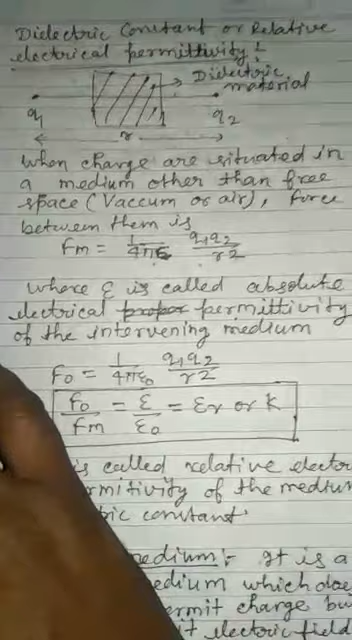 Dielectric Constant or Relative
electrical permittivity :-
Dielectric
material
q1 q2
r
When charge are situated in
a medium other than free
space (Vaccum or air), force
between them is
Fm = 1/4πε q1q2/r2
where ε is called absolute
electrical permittivity
of the intervening medium
F0 = 1/4πε0 q1q2/r2
F0/Fm = ε/ε0 = εr or K
is called relative electr
rmitivity of the medium
ric constant
medium :- It is a
edium which doe
ermit charge bu
it electric field